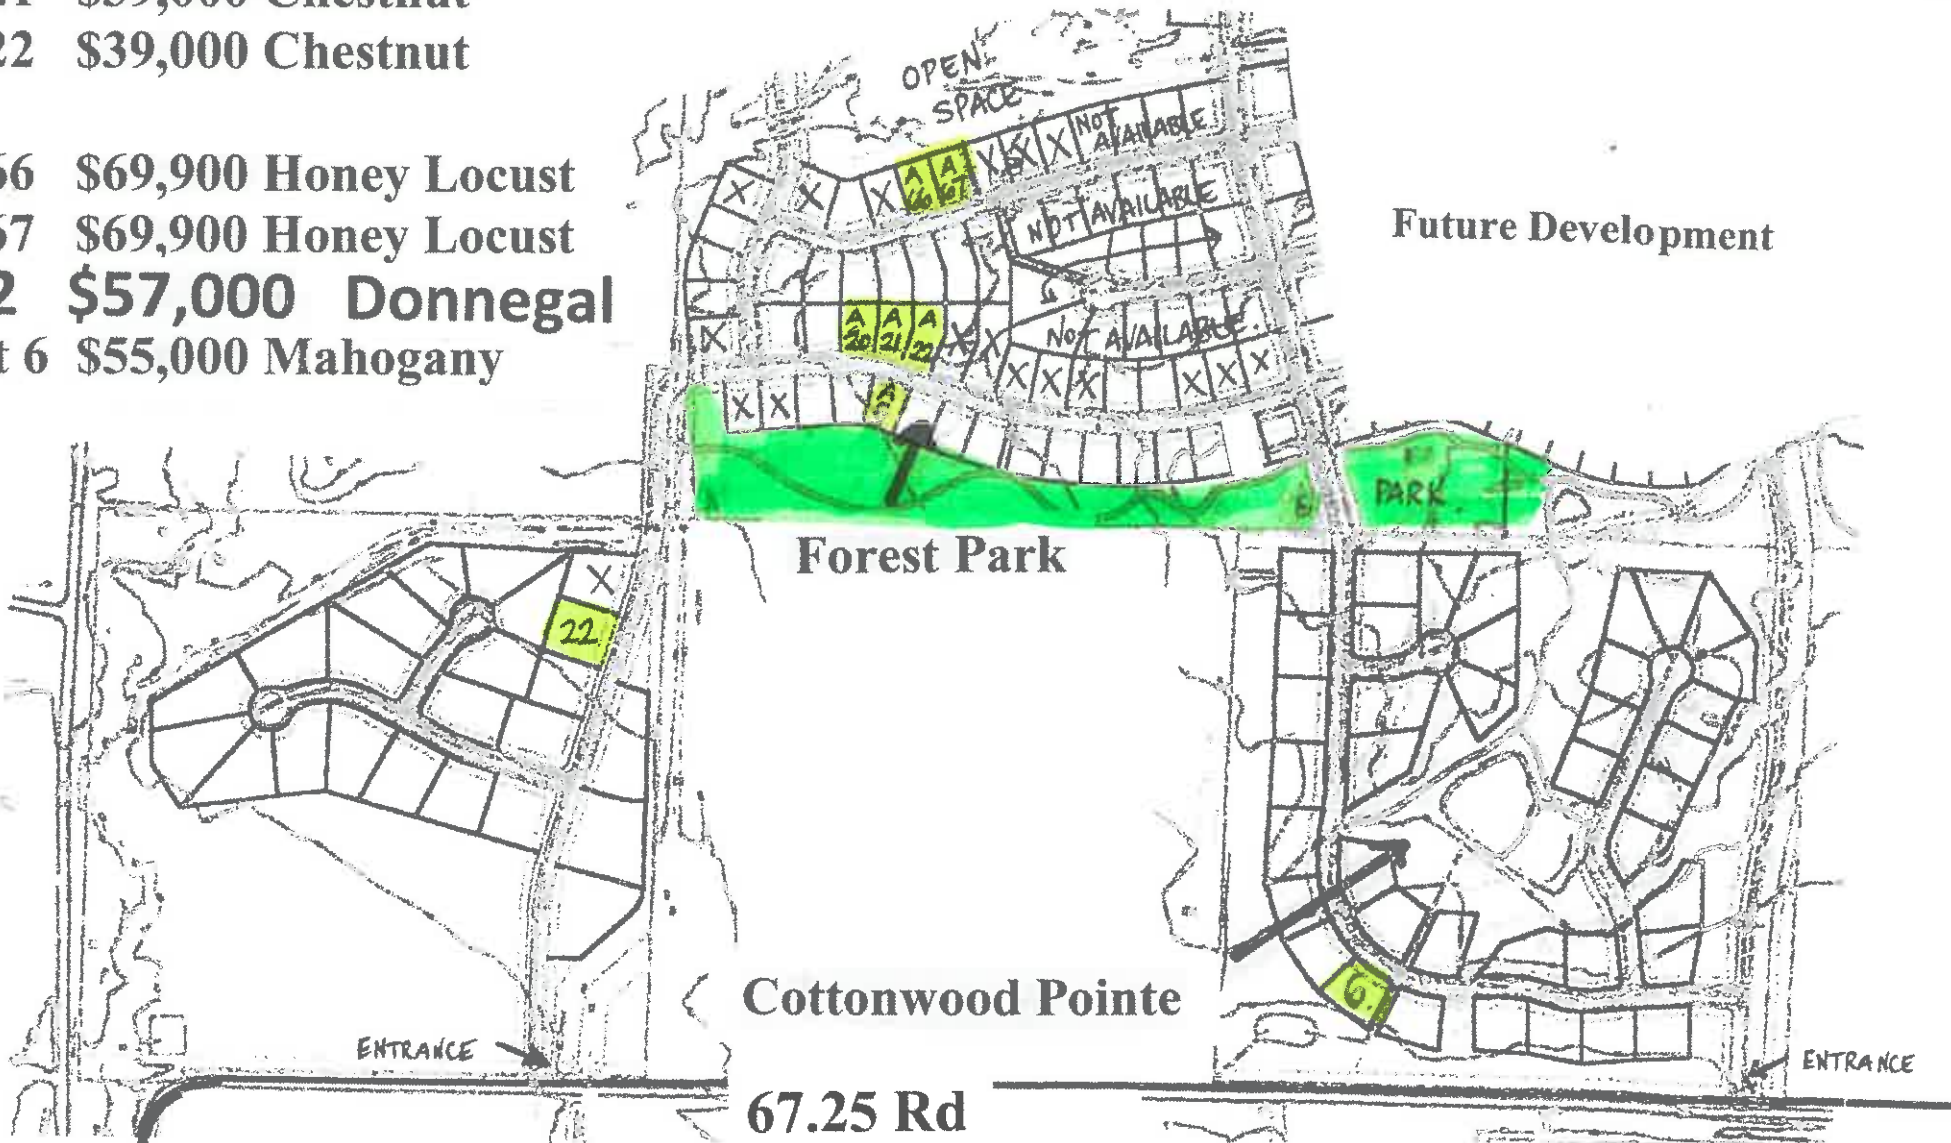 $39,000 Chestnut
22 $39,000 Chestnut
66 $69,900 Honey Locust
67 $69,900 Honey Locust
2 $57,000 Donnegal
t 6 $55,000 Mahogany
OPEN
SPACE
NOT
AVAILABLE
X X X A 66 A 67 X X X
NOT AVAILABLE
Future Development
X A 20 A 21 A 22 X X
NOT AVAILABLE
X X X X X X
X X A
PARK
Forest Park
X
22
Cottonwood Pointe
6
ENTRANCE
ENTRANCE
67.25 Rd